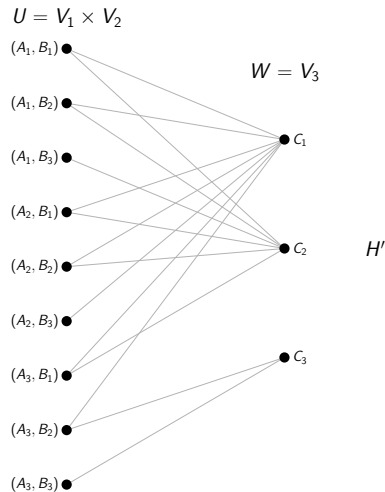 U = V₁ × V₂
(A₁, B₁)
W = V₃
(A₁, B₂)
C₁
(A₁, B₃)
(A₂, B₁)
C₂
H′
(A₂, B₂)
(A₂, B₃)
C₃
(A₃, B₁)
(A₃, B₂)
(A₃, B₃)